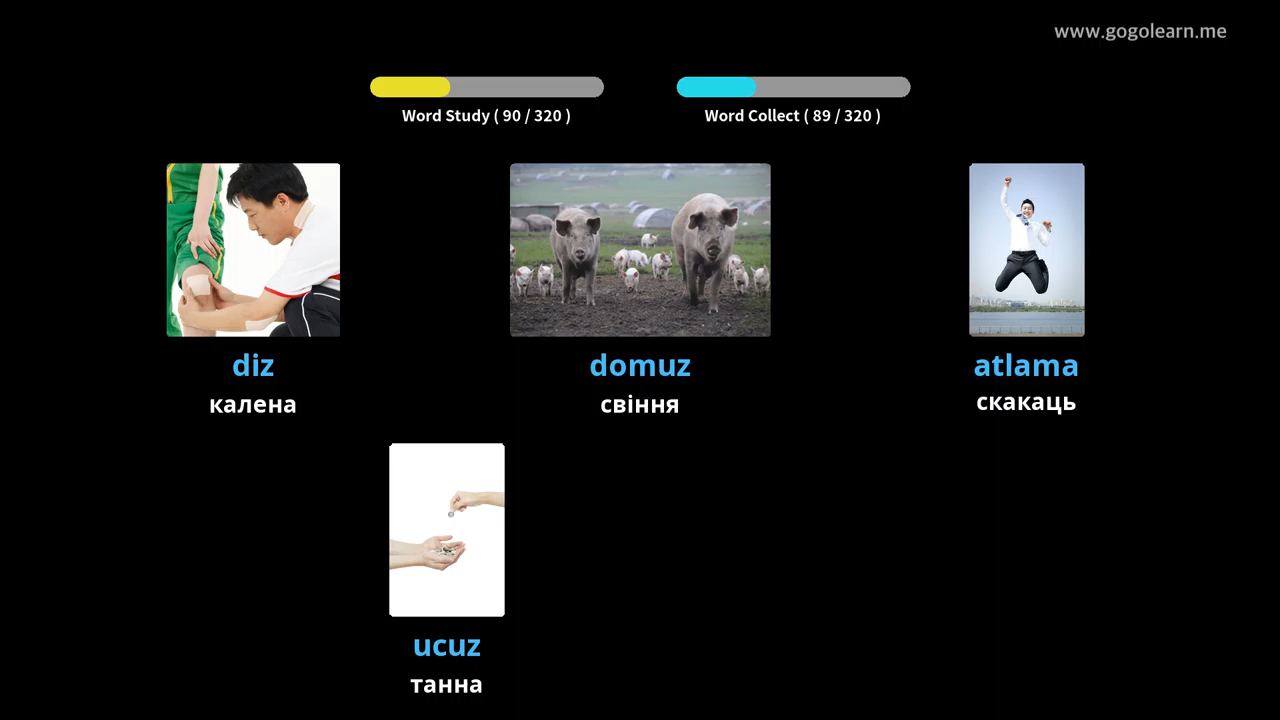 www.gogolearn.me
Word Study ( 90 / 320 )
Word Collect ( 89 / 320 )
diz
domuz
atlama
калена
свіння
скакаць
ucuz
танна